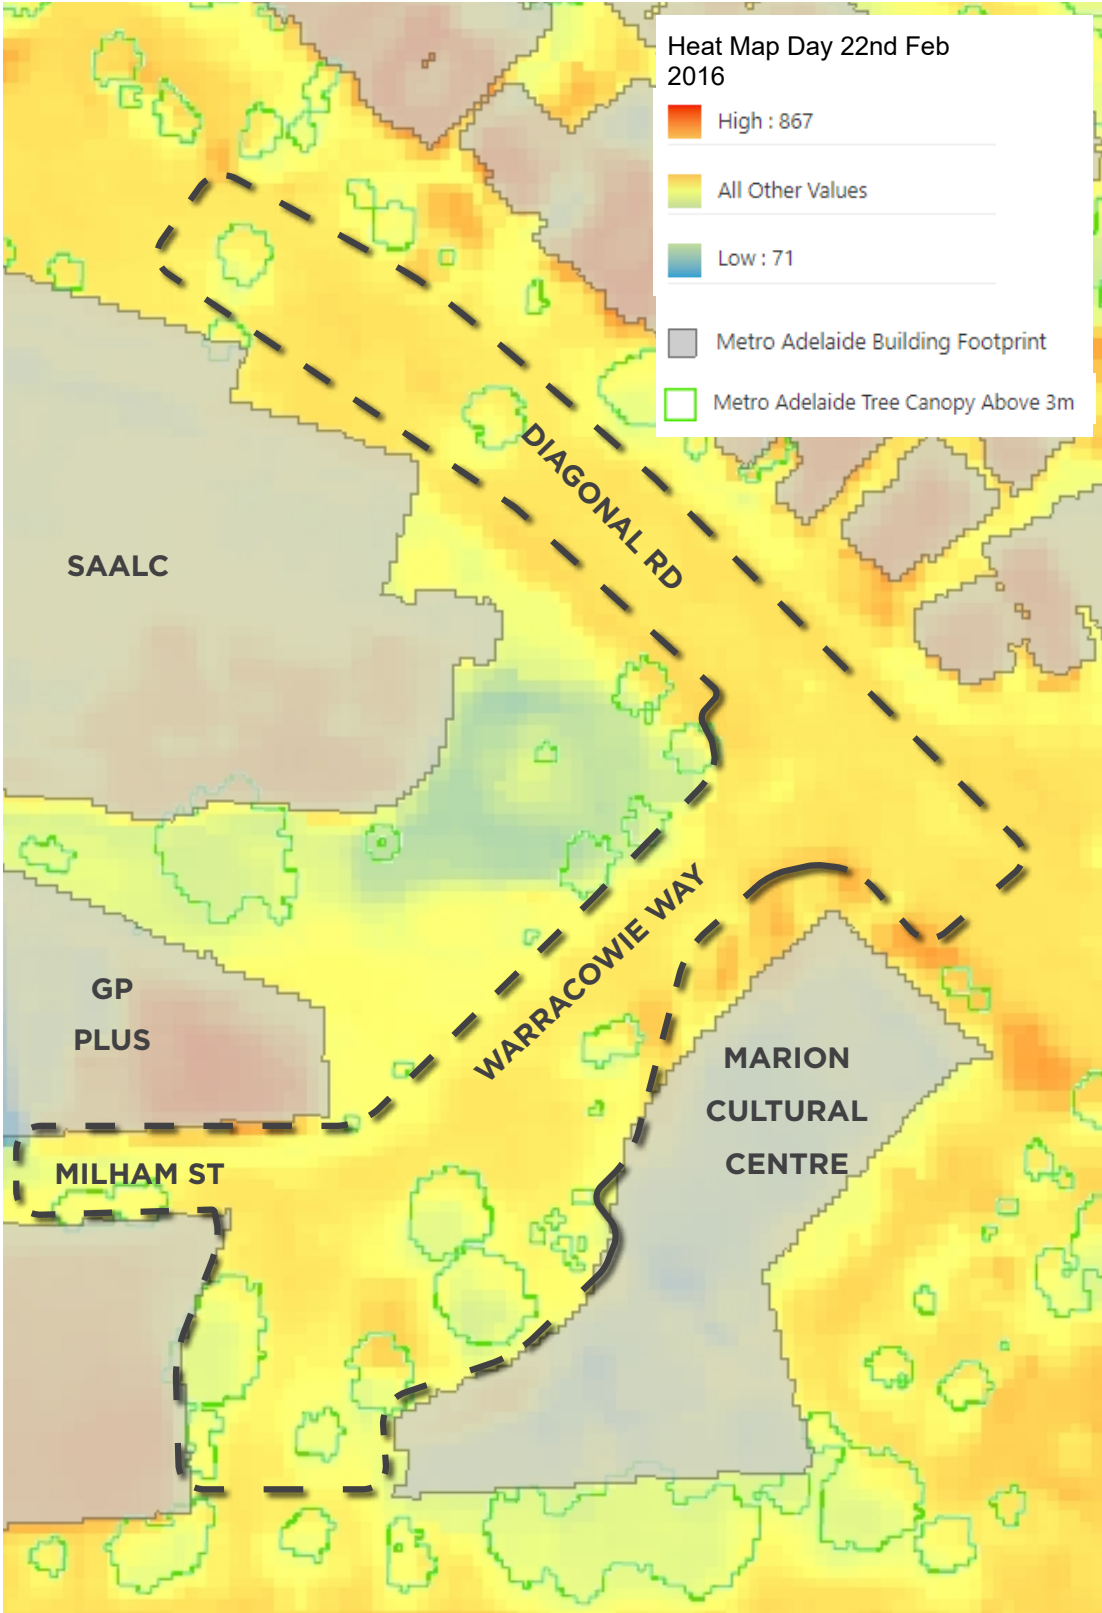 Heat Map Day 22nd Feb
2016
High : 867
All Other Values
Low : 71
Metro Adelaide Building Footprint
Metro Adelaide Tree Canopy Above 3m
DIAGONAL RD
SAALC
WARRACOWIE WAY
GP
PLUS
MARION
CULTURAL
CENTRE
MILHAM ST